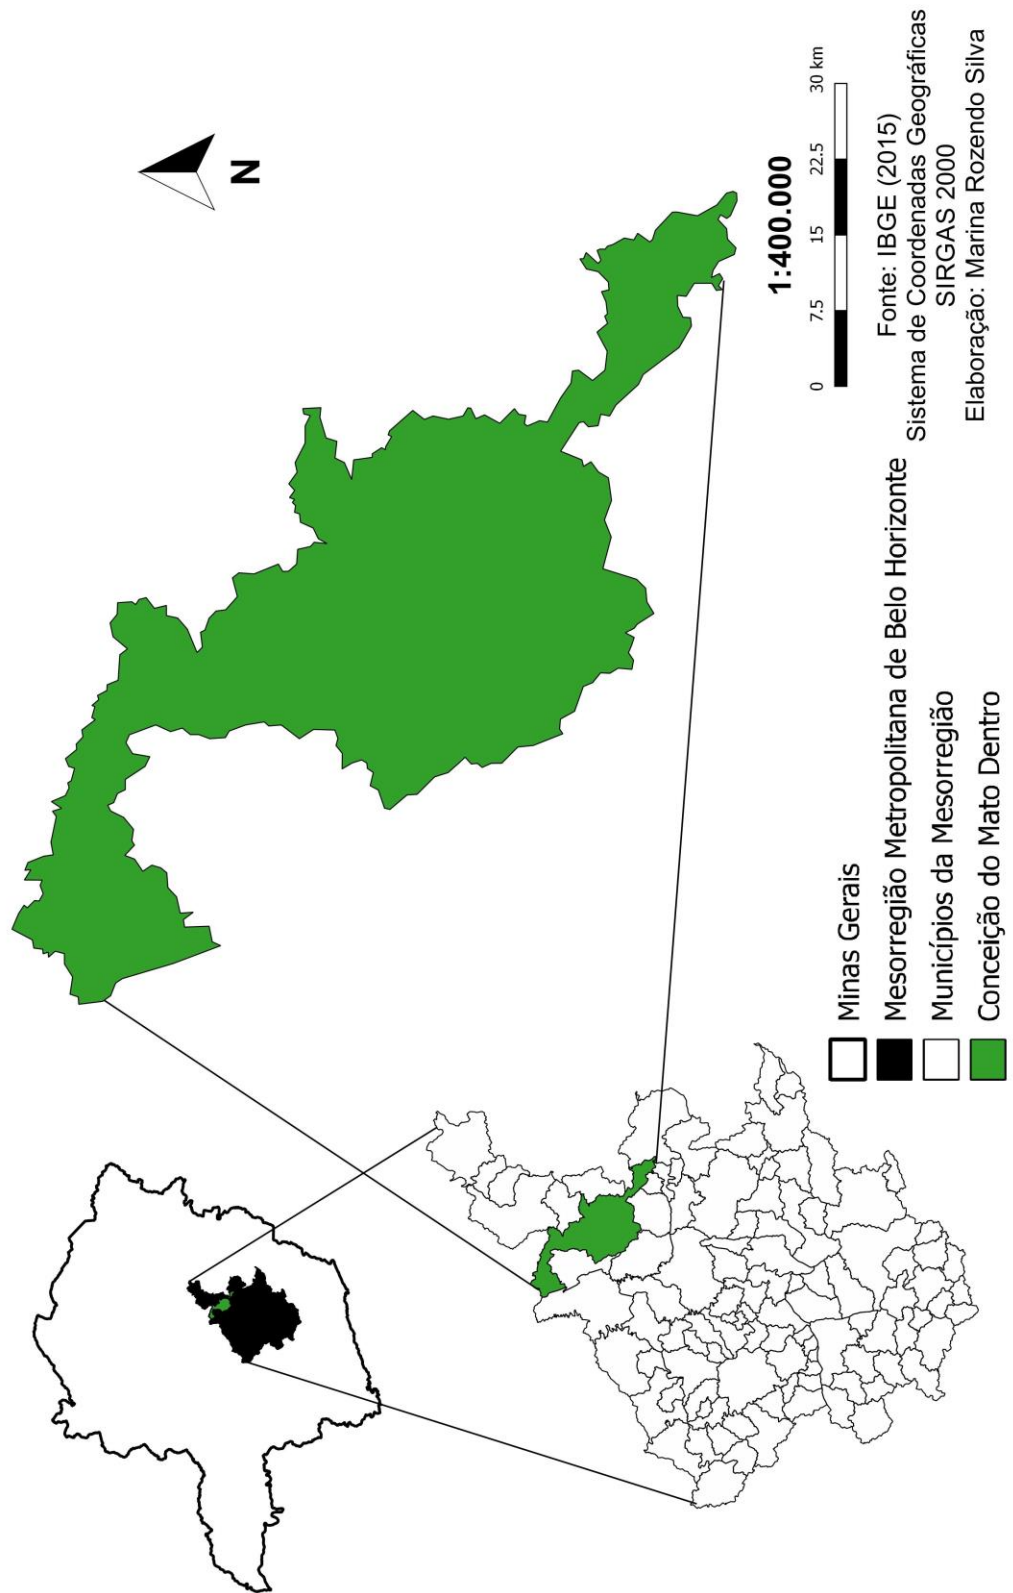 N
Minas Gerais
Mesorregião Metropolitana de Belo Horizonte
Municípios da Mesorregião
Conceição do Mato Dentro
1:400.000
0 7.5 15 22.5 30 km
Fonte: IBGE (2015)
Sistema de Coordenadas Geográficas
SIRGAS 2000
Elaboração: Marina Rozendo Silva